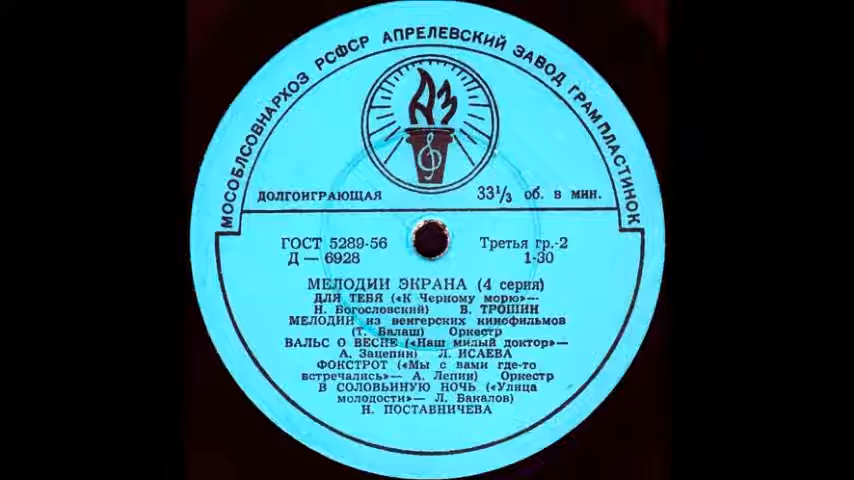 МОСОБЛСОВНАРХОЗ РСФСР АПРЕЛЕВСКИЙ ЗАВОД ГРАМПЛАСТИНОК
АЗ
ДОЛГОИГРАЮЩАЯ 33⅓ об. в мин.
ГОСТ 5289-56 Третья гр.-2
Д — 6928 1-30
МЕЛОДИИ ЭКРАНА (4 серия)
ДЛЯ ТЕБЯ («К Черному морю»—
Н. Богословский) В. ТРОШИН
МЕЛОДИИ из венгерских кинофильмов
(Т. Балаш) Оркестр
ВАЛЬС О ВЕСНЕ («Наш милый доктор»—
А. Зацепин) Л. ИСАЕВА
ФОКСТРОТ («Мы с вами где-то
встречались»— А. Лепин) Оркестр
В СОЛОВЬИНУЮ НОЧЬ («Улица
молодости»— Л. Бакалов)
Н. ПОСТАВНИЧЕВА